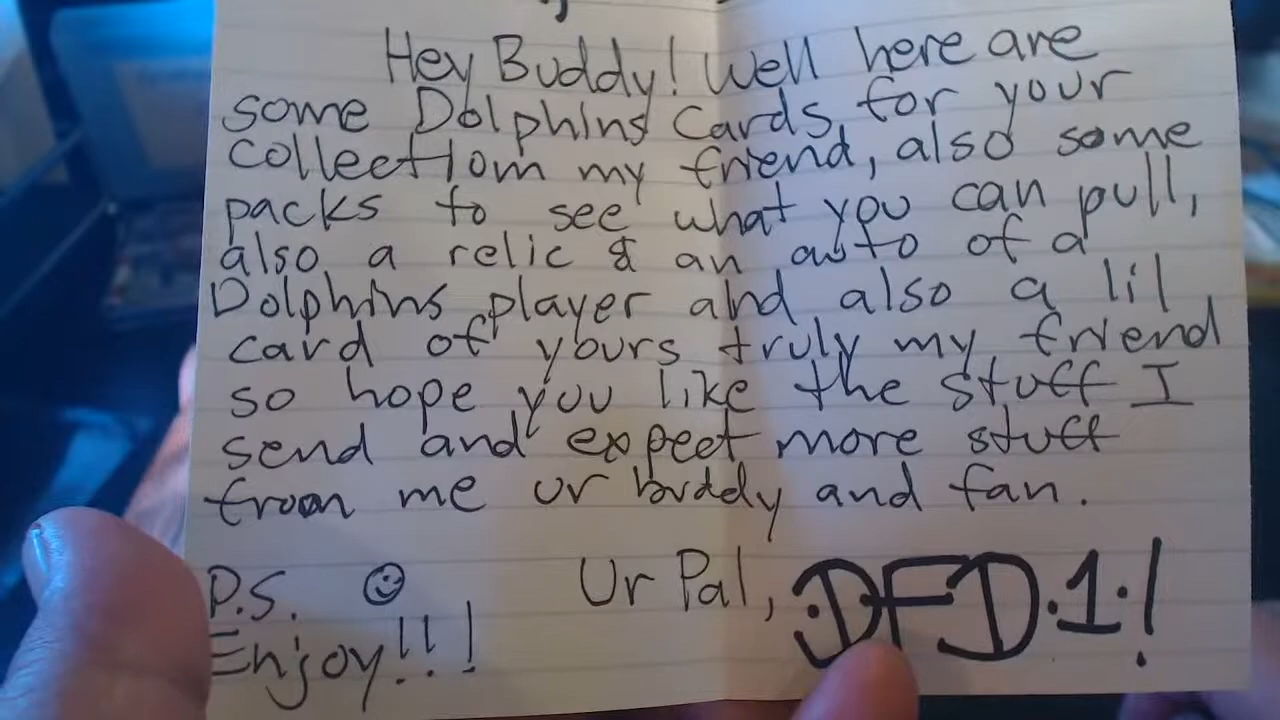 Hey Buddy! Well here are
some Dolphins cards, for your
collectiom my friend, also some
packs to see what you can pull,
also, a relic & an auto of a
Dolphins player and also a lil
card of yours truly my friend
so hope you like the stuff I
send and expect more stuff
from me ur buddy and fan.
P.S. ☺ Ur Pal, DFD.1.!
Enjoy!!!